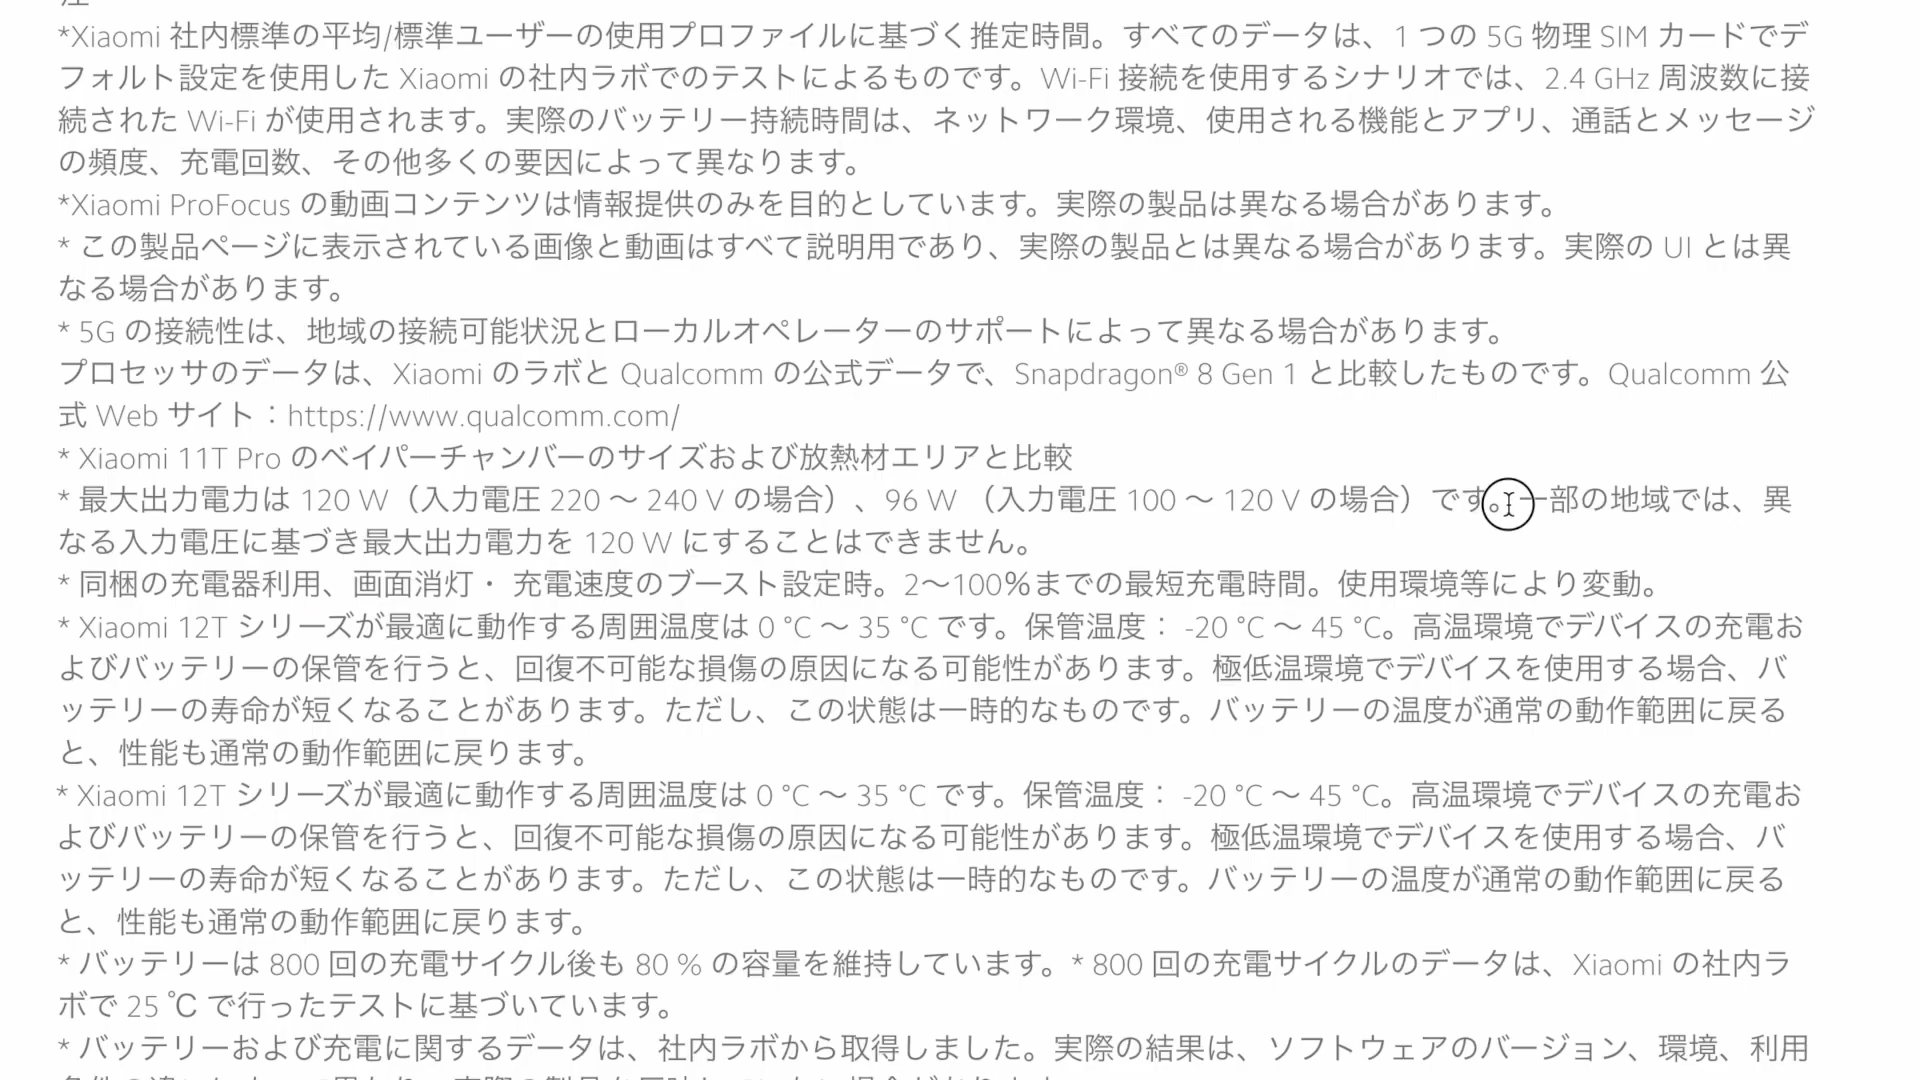 *Xiaomi 社内標準の平均/標準ユーザーの使用プロファイルに基づく推定時間。すべてのデータは、1 つの 5G 物理 SIM カードでデ
フォルト設定を使用した Xiaomi の社内ラボでのテストによるものです。Wi-Fi 接続を使用するシナリオでは、2.4 GHz 周波数に接
続された Wi-Fi が使用されます。実際のバッテリー持続時間は、ネットワーク環境、使用される機能とアプリ、通話とメッセージ
の頻度、充電回数、その他多くの要因によって異なります。
*Xiaomi ProFocus の動画コンテンツは情報提供のみを目的としています。実際の製品は異なる場合があります。
* この製品ページに表示されている画像と動画はすべて説明用であり、実際の製品とは異なる場合があります。実際の UI とは異
なる場合があります。
* 5G の接続性は、地域の接続可能状況とローカルオペレーターのサポートによって異なる場合があります。
プロセッサのデータは、Xiaomi のラボと Qualcomm の公式データで、Snapdragon® 8 Gen 1 と比較したものです。Qualcomm 公
式 Web サイト：https://www.qualcomm.com/
* Xiaomi 11T Pro のベイパーチャンバーのサイズおよび放熱材エリアと比較
* 最大出力電力は 120 W（入力電圧 220 ～ 240 V の場合）、96 W （入力電圧 100 ～ 120 V の場合）です。一部の地域では、異
なる入力電圧に基づき最大出力電力を 120 W にすることはできません。
* 同梱の充電器利用、画面消灯・ 充電速度のブースト設定時。2～100%までの最短充電時間。使用環境等により変動。
* Xiaomi 12T シリーズが最適に動作する周囲温度は 0 °C ～ 35 °C です。保管温度： -20 °C ～ 45 °C。高温環境でデバイスの充電お
よびバッテリーの保管を行うと、回復不可能な損傷の原因になる可能性があります。極低温環境でデバイスを使用する場合、バ
ッテリーの寿命が短くなることがあります。ただし、この状態は一時的なものです。バッテリーの温度が通常の動作範囲に戻る
と、性能も通常の動作範囲に戻ります。
* Xiaomi 12T シリーズが最適に動作する周囲温度は 0 °C ～ 35 °C です。保管温度： -20 °C ～ 45 °C。高温環境でデバイスの充電お
よびバッテリーの保管を行うと、回復不可能な損傷の原因になる可能性があります。極低温環境でデバイスを使用する場合、バ
ッテリーの寿命が短くなることがあります。ただし、この状態は一時的なものです。バッテリーの温度が通常の動作範囲に戻る
と、性能も通常の動作範囲に戻ります。
* バッテリーは 800 回の充電サイクル後も 80 % の容量を維持しています。* 800 回の充電サイクルのデータは、Xiaomi の社内ラ
ボで 25 ℃ で行ったテストに基づいています。
* バッテリーおよび充電に関するデータは、社内ラボから取得しました。実際の結果は、ソフトウェアのバージョン、環境、利用